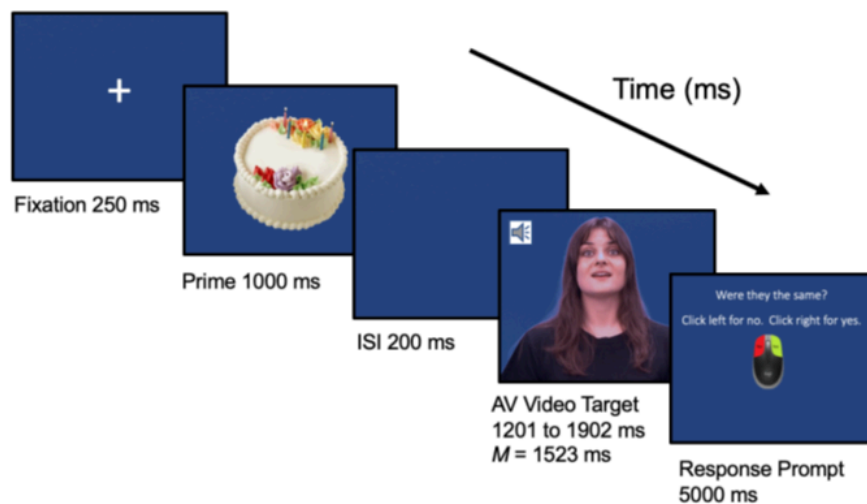 Time (ms)
Fixation 250 ms
Prime 1000 ms
ISI 200 ms
AV Video Target
1201 to 1902 ms
M = 1523 ms
Were they the same?
Click left for no. Click right for yes.
Response Prompt
5000 ms